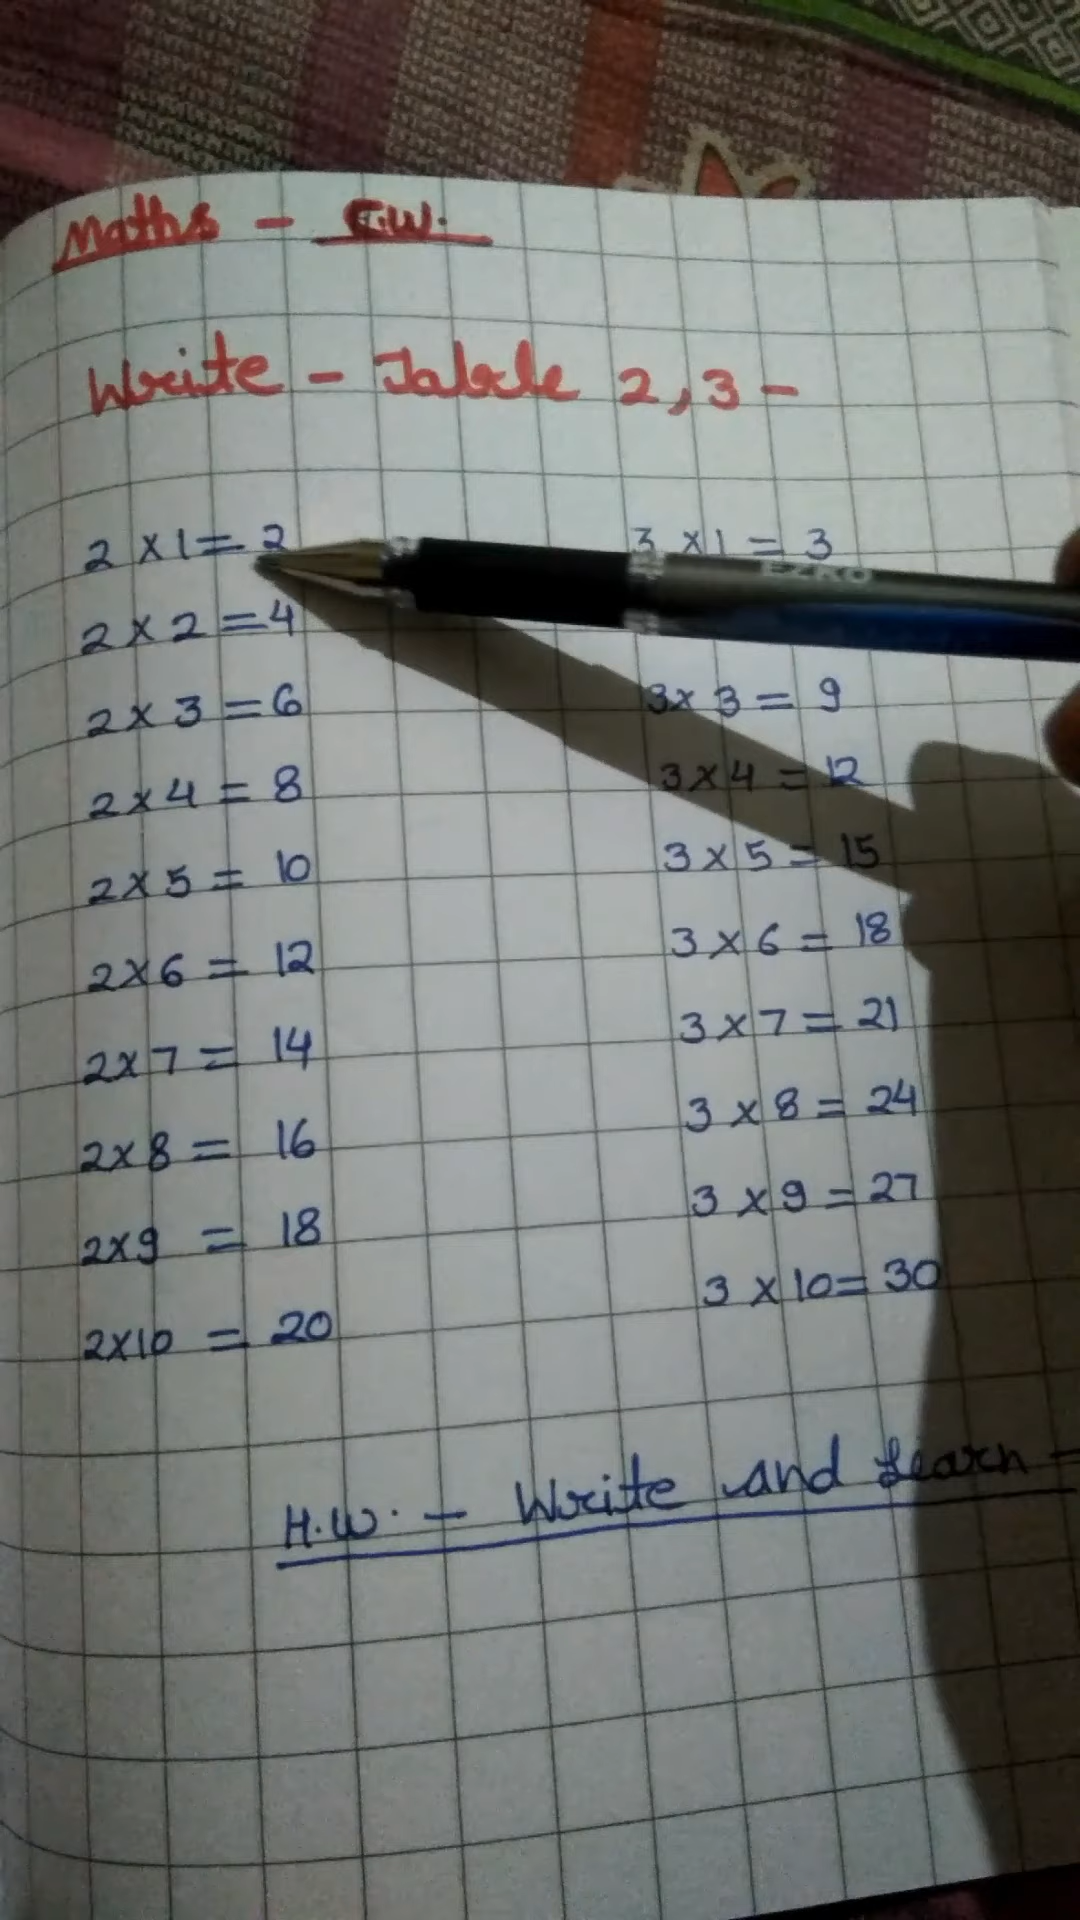 Maths - C.W.
Write - Table 2, 3 -
2 x 1 = 2 3 x 1 = 3
EZRO
2 x 2 = 4
2 x 3 = 6 3 x 3 = 9
2 x 4 = 8 3 x 4 = 12
2 x 5 = 10 3 x 5 = 15
2 x 6 = 12 3 x 6 = 18
2 x 7 = 14 3 x 7 = 21
2 x 8 = 16 3 x 8 = 24
2 x 9 = 18 3 x 9 = 27
2 x 10 = 20 3 x 10 = 30
H.W. - Write and Learn -